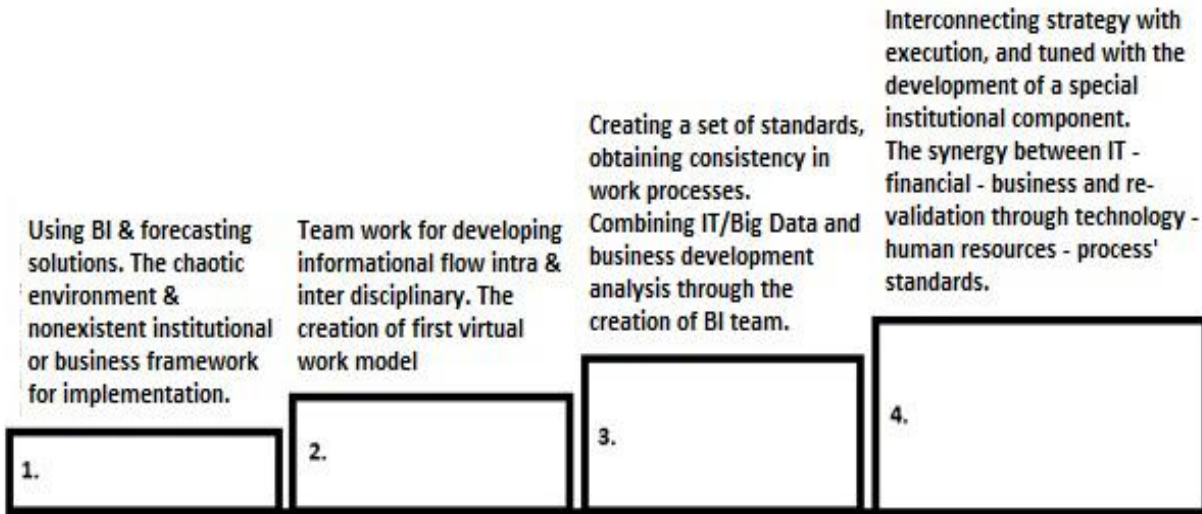 Using BI & forecasting
solutions. The chaotic
environment &
nonexistent institutional
or business framework
for implementation.
1.
Team work for developing
informational flow intra &
inter disciplinary. The
creation of first virtual
work model
2.
Creating a set of standards,
obtaining consistency in
work processes.
Combining IT/Big Data and
business development
analysis through the
creation of BI team.
3.
Interconnecting strategy with
execution, and tuned with the
development of a special
institutional component.
The synergy between IT -
financial - business and re-
validation through technology -
human resources - process'
standards.
4.